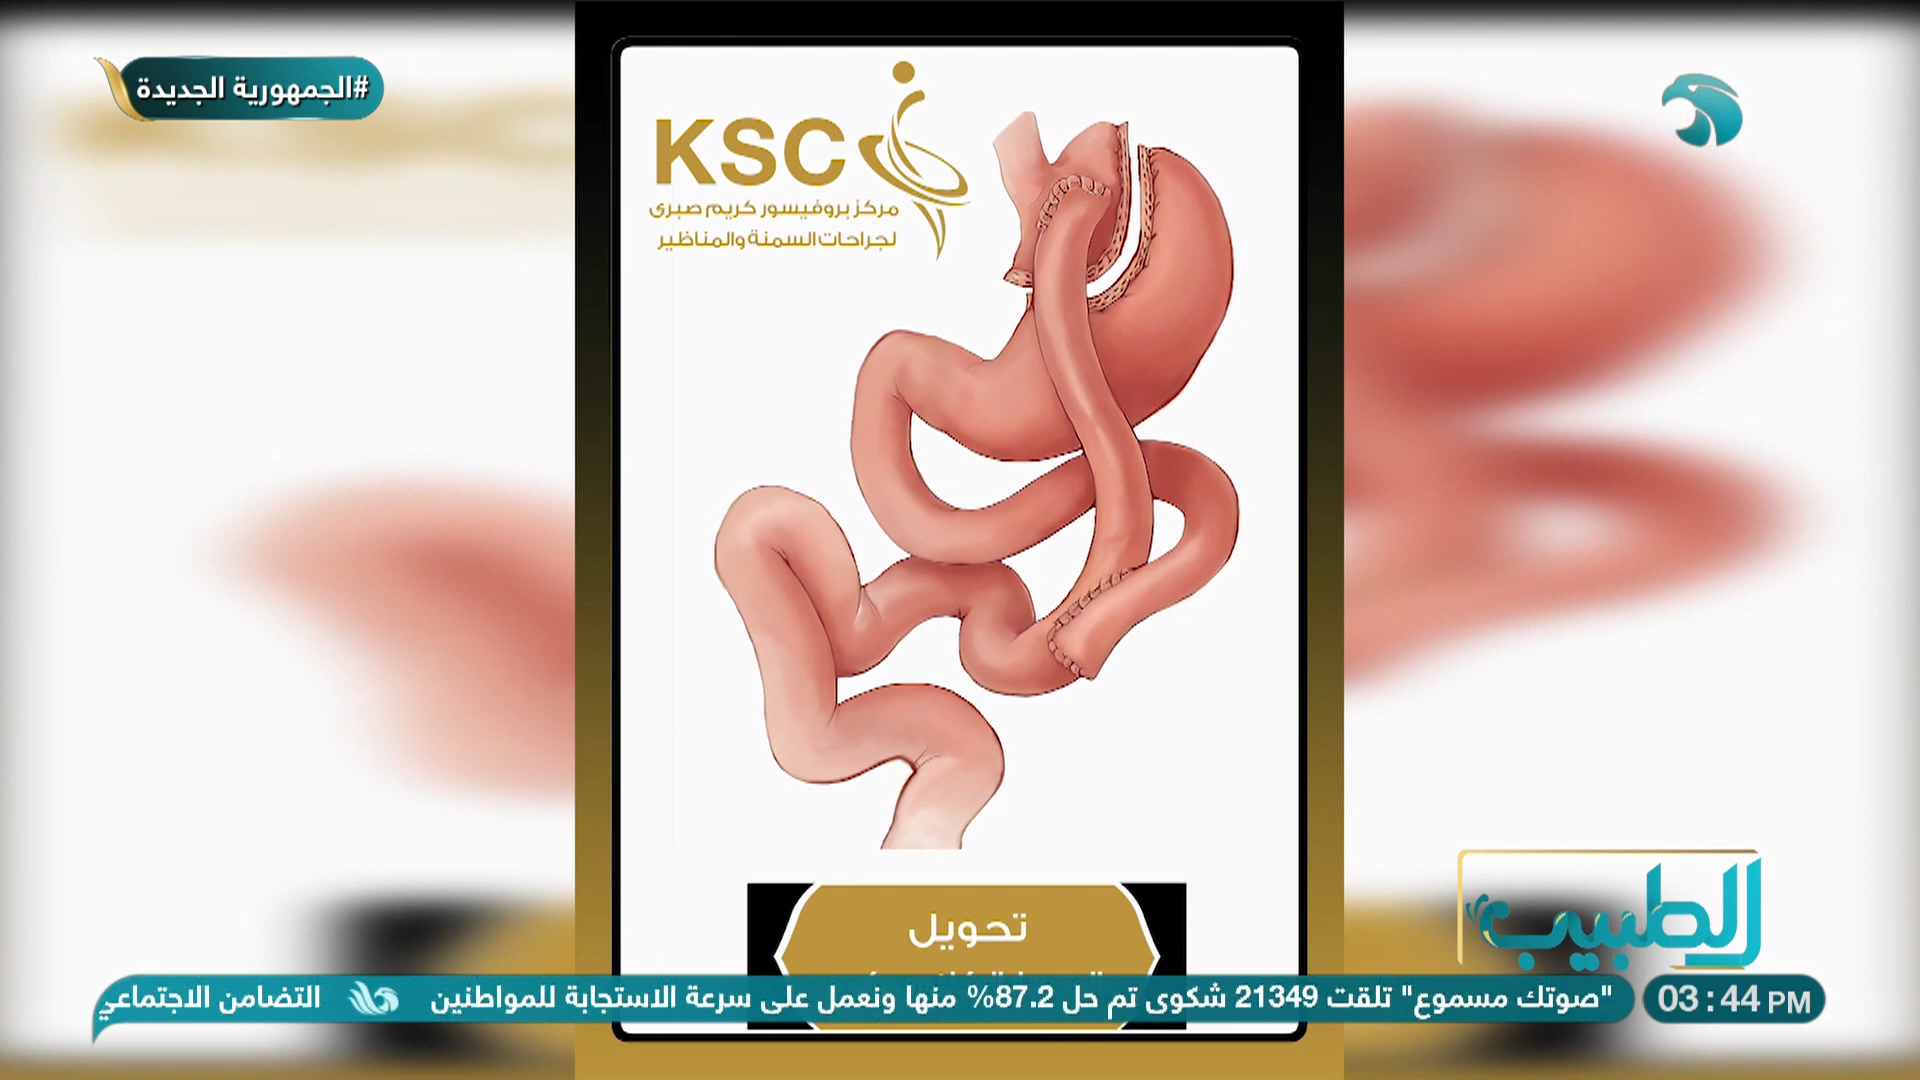 #الجمهورية الجديدة
KSC
مركز بروفيسور كريم صبرى
لجراحات السمنة والمناظير
تحويل
الطبيب
"صوتك مسموع" تلقت 21349 شكوى تم حل 87.2% منها ونعمل على سرعة الاستجابة للمواطنين
التضامن الاجتماعي
03:44 PM